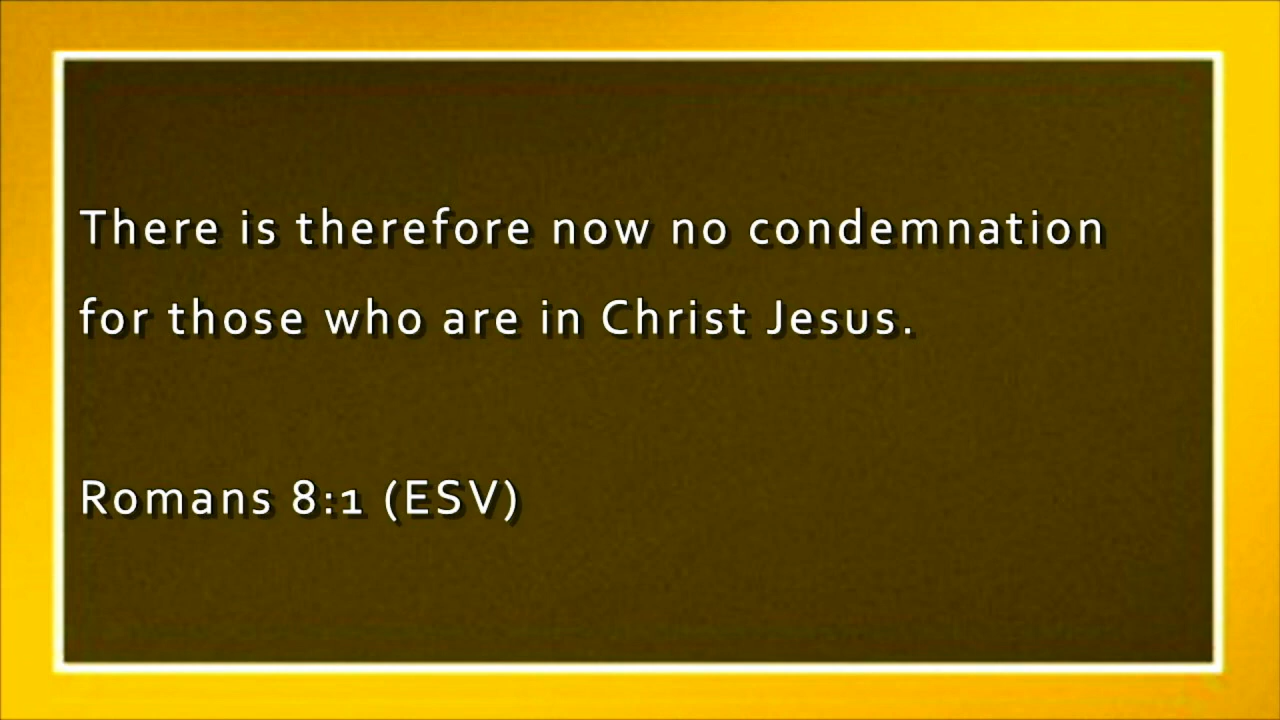 There is therefore now no condemnation
for those who are in Christ Jesus.
Romans 8:1 (ESV)